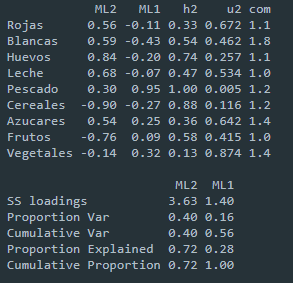 ML2 ML1 h2 u2 com
Rojas 0.56 -0.11 0.33 0.672 1.1
Blancas 0.59 -0.43 0.54 0.462 1.8
Huevos 0.84 -0.20 0.74 0.257 1.1
Leche 0.68 -0.07 0.47 0.534 1.0
Pescado 0.30 0.95 1.00 0.005 1.2
Cereales -0.90 -0.27 0.88 0.116 1.2
Azucares 0.54 0.25 0.36 0.642 1.4
Frutos -0.76 0.09 0.58 0.415 1.0
Vegetales -0.14 0.32 0.13 0.874 1.4
ML2 ML1
SS loadings 3.63 1.40
Proportion Var 0.40 0.16
Cumulative Var 0.40 0.56
Proportion Explained 0.72 0.28
Cumulative Proportion 0.72 1.00